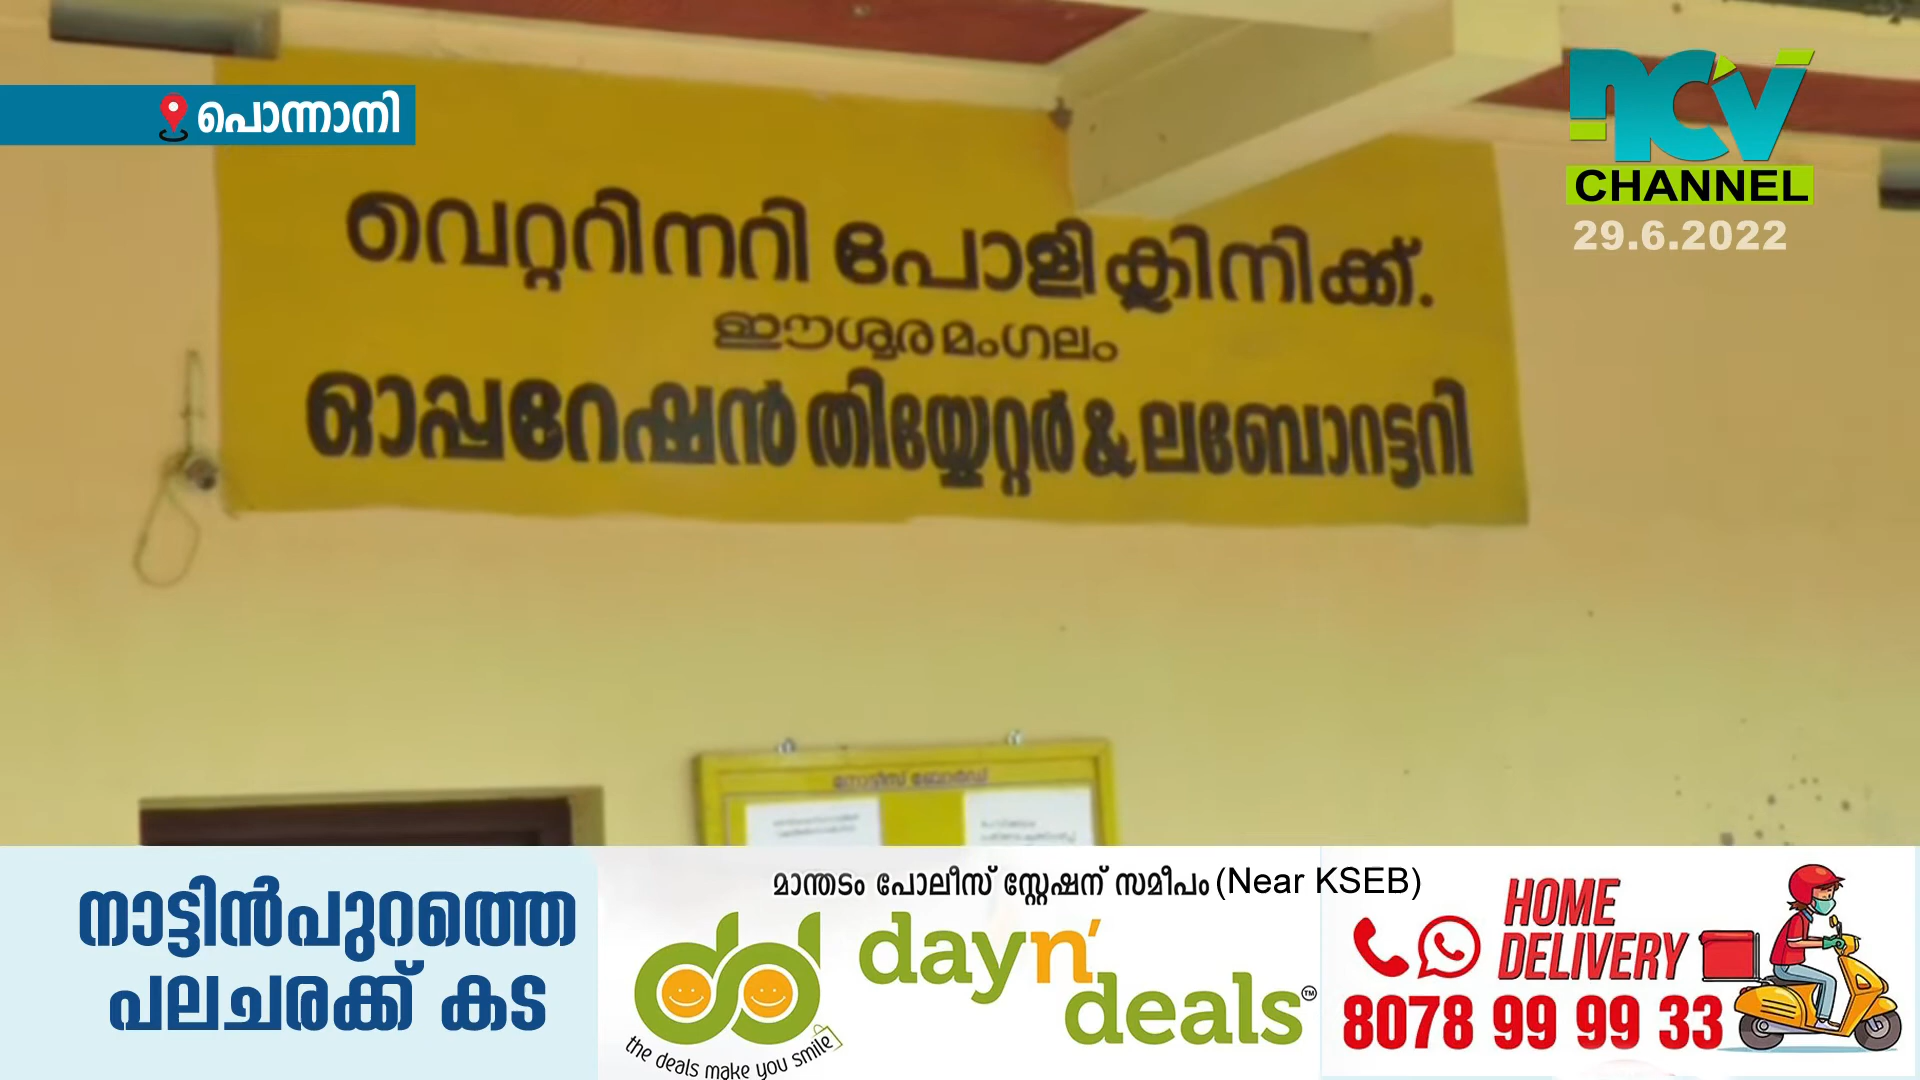 പൊന്നാനി
ncv
CHANNEL
29.6.2022
വെറ്ററിനറി പോളിക്ലിനിക്ക്.
ഈശ്വരമംഗലം
ഓപ്പറേഷൻ തിയ്യേറ്റർ & ലബോറട്ടറി
നോട്ടീസ് ബോർഡ്
നാട്ടിൻപുറത്തെ
പലചരക്ക് കട
മാന്തടം പോലീസ് സ്റ്റേഷന് സമീപം (Near KSEB)
day n'
deals™
the deals make you smile
HOME
DELIVERY
8078 99 99 33